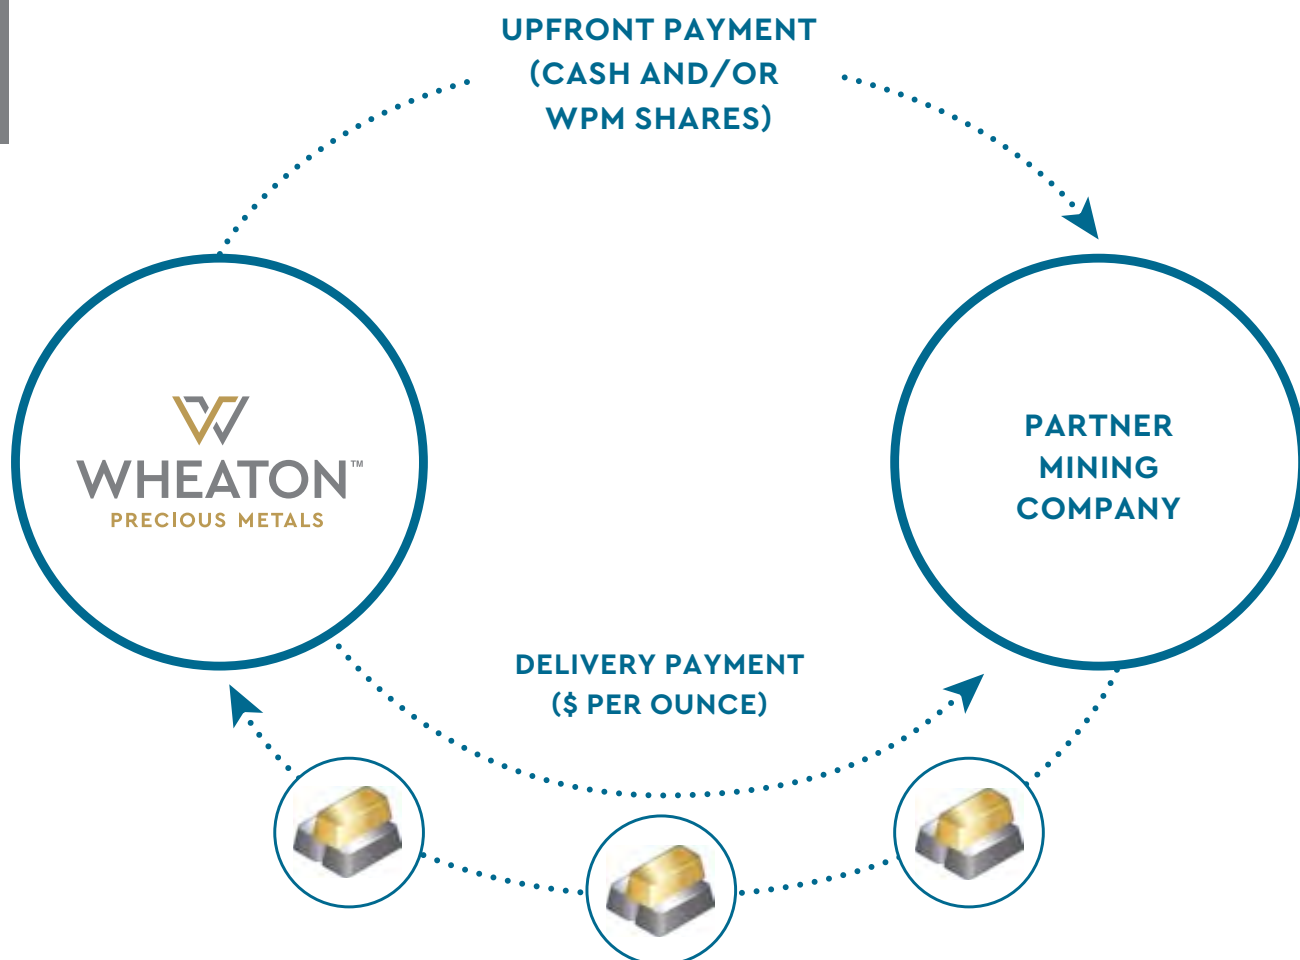 UPFRONT PAYMENT
(CASH AND/OR
WPM SHARES)
WHEATON™
PRECIOUS METALS
PARTNER
MINING
COMPANY
DELIVERY PAYMENT
($ PER OUNCE)